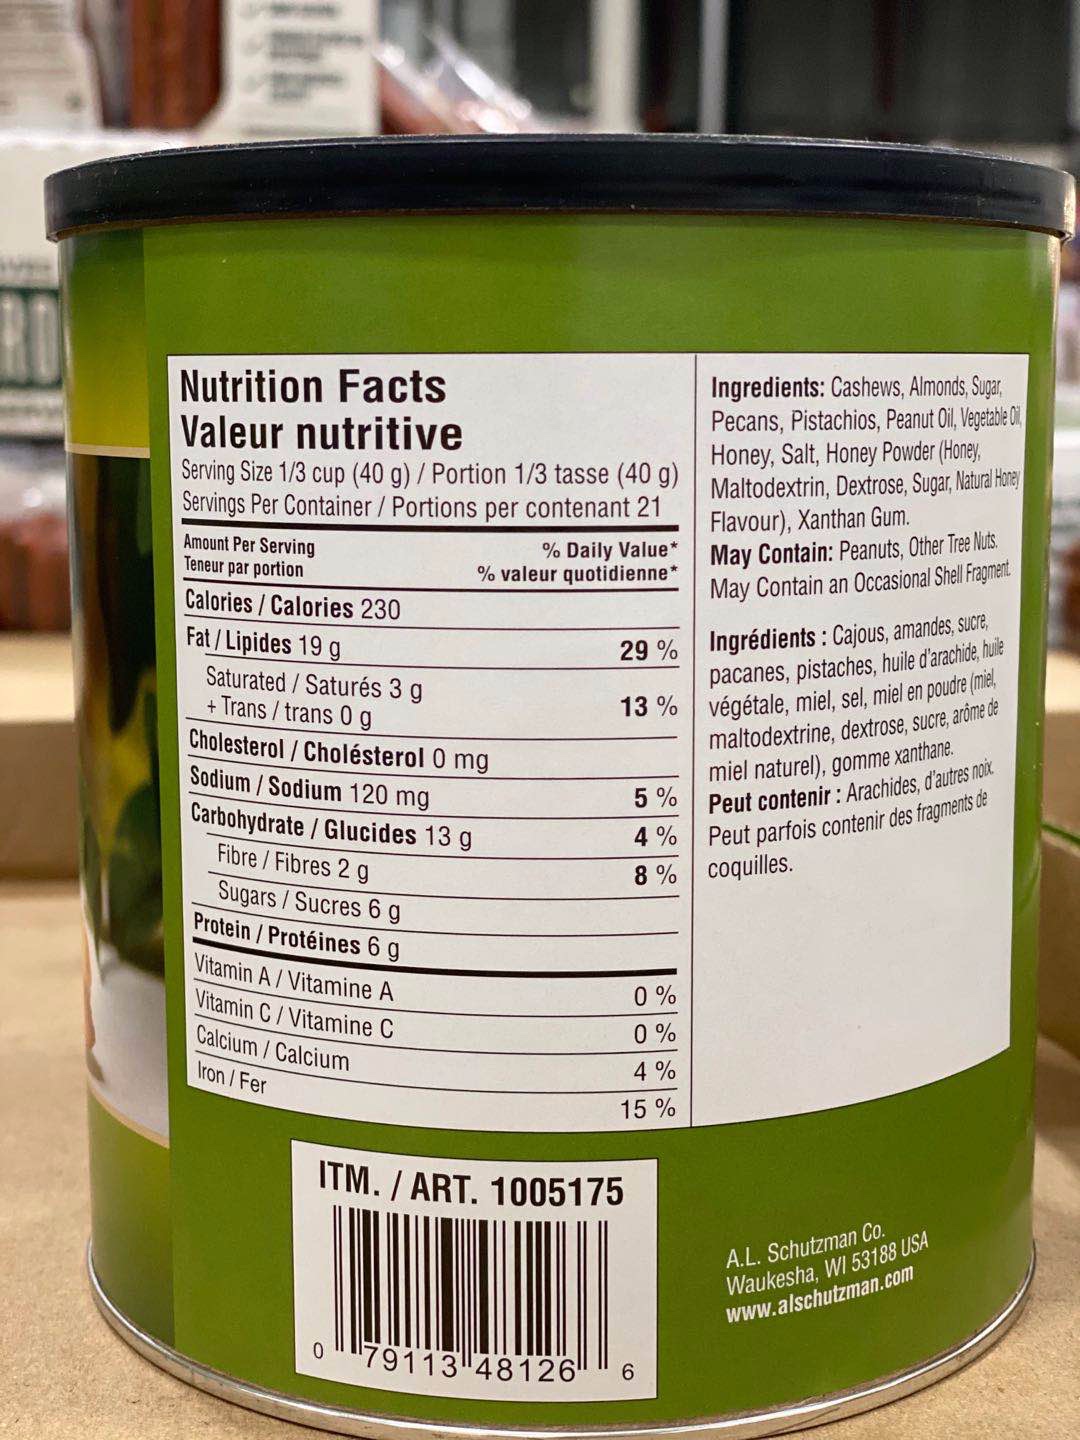 Nutrition Facts
Valeur nutritive
Serving Size 1/3 cup (40 g) / Portion 1/3 tasse (40 g)
Servings Per Container / Portions per contenant 21
Amount Per Serving % Daily Value*
Teneur par portion % valeur quotidienne*
Calories / Calories 230
Fat / Lipides 19 g 29 %
Saturated / Saturés 3 g
+ Trans / trans 0 g 13 %
Cholesterol / Choléstérol 0 mg
Sodium / Sodium 120 mg 5 %
Carbohydrate / Glucides 13 g 4 %
Fibre / Fibres 2 g 8 %
Sugars / Sucres 6 g
Protein / Protéines 6 g
Vitamin A / Vitamine A 0 %
Vitamin C / Vitamine C 0 %
Calcium / Calcium 4 %
Iron / Fer 15 %
Ingredients: Cashews, Almonds, Sugar,
Pecans, Pistachios, Peanut Oil, Vegetable Oil,
Honey, Salt, Honey Powder (Honey,
Maltodextrin, Dextrose, Sugar, Natural Honey
Flavour), Xanthan Gum.
May Contain: Peanuts, Other Tree Nuts.
May Contain an Occasional Shell Fragment.
Ingrédients : Cajous, amandes, sucre,
pacanes, pistaches, huile d'arachide, huile
végétale, miel, sel, miel en poudre (miel,
maltodextrine, dextrose, sucre, arôme de
miel naturel), gomme xanthane.
Peut contenir : Arachides, d'autres noix.
Peut parfois contenir des fragments de
coquilles.
ITM. / ART. 1005175
0 79113 48126 6
A.L. Schutzman Co.
Waukesha, WI 53188 USA
www.alschutzman.com